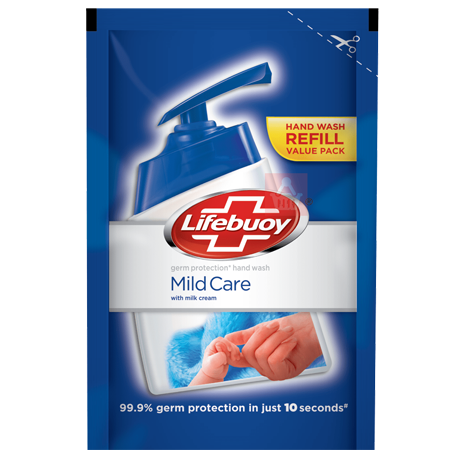 HAND WASH
REFILL
VALUE PACK
Lifebuoy
germ protection* hand wash
Mild Care
with milk cream
99.9% germ protection in just 10 seconds#